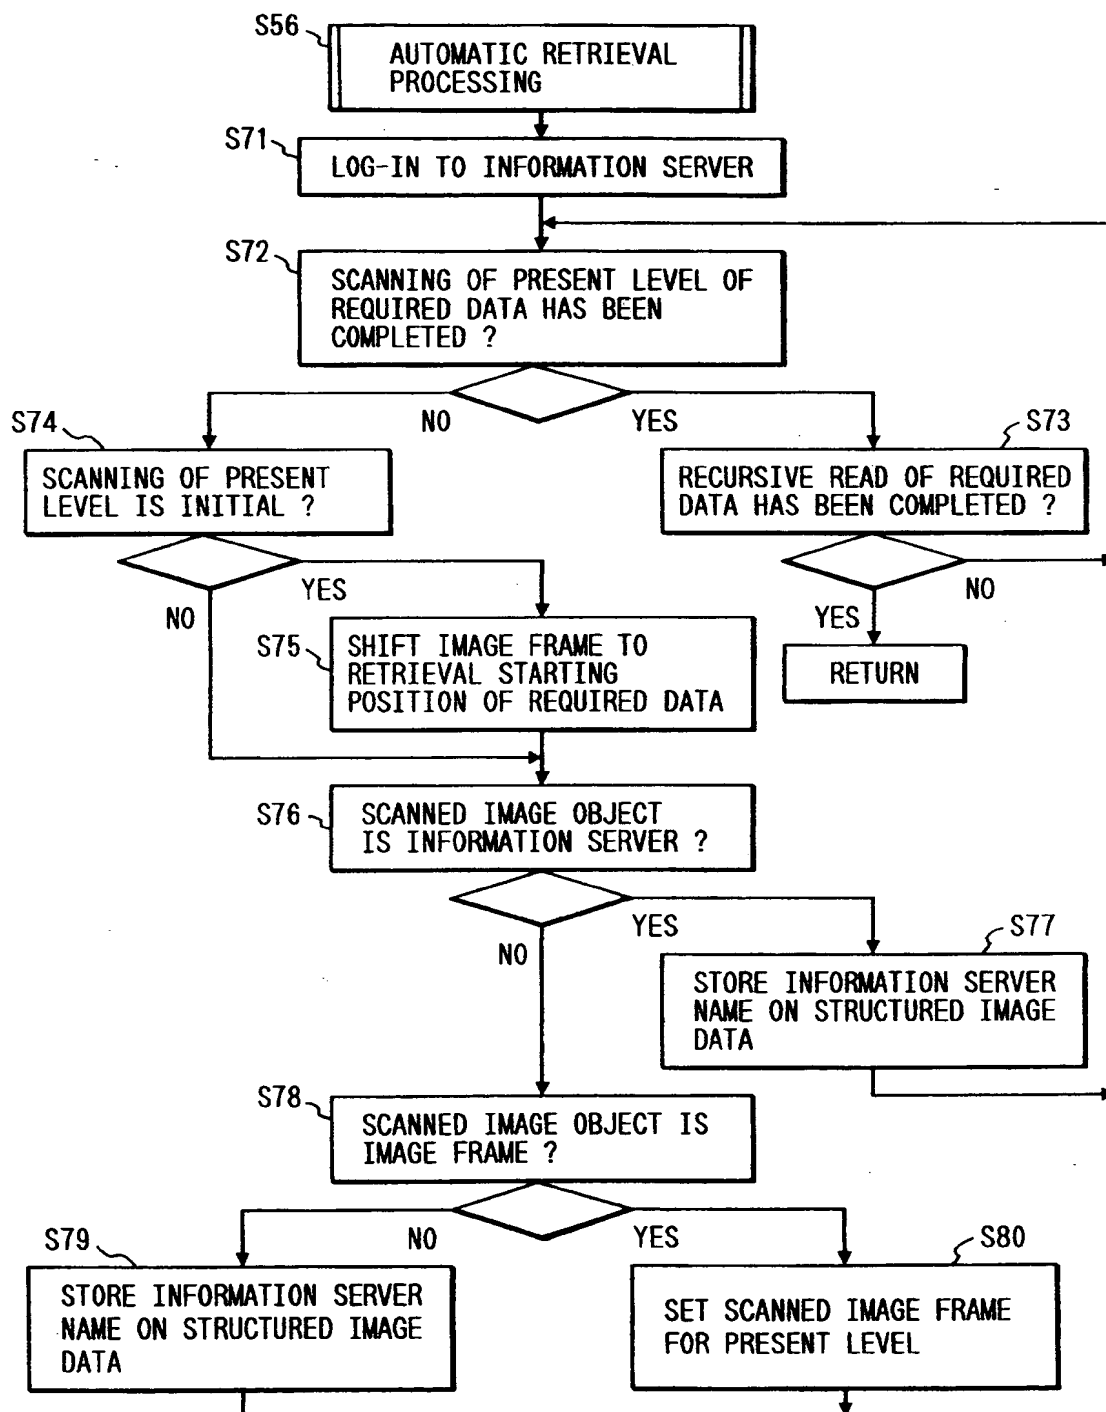 S56
AUTOMATIC RETRIEVAL
PROCESSING
S71
LOG-IN TO INFORMATION SERVER
S72
SCANNING OF PRESENT LEVEL OF
REQUIRED DATA HAS BEEN
COMPLETED ?
NO
YES
S74
SCANNING OF PRESENT
LEVEL IS INITIAL ?
S73
RECURSIVE READ OF REQUIRED
DATA HAS BEEN COMPLETED ?
NO
YES
YES
NO
S75
SHIFT IMAGE FRAME TO
RETRIEVAL STARTING
POSITION OF REQUIRED DATA
RETURN
S76
SCANNED IMAGE OBJECT
IS INFORMATION SERVER ?
YES
NO
S77
STORE INFORMATION SERVER
NAME ON STRUCTURED IMAGE
DATA
S78
SCANNED IMAGE OBJECT IS
IMAGE FRAME ?
NO
YES
S79
STORE INFORMATION SERVER
NAME ON STRUCTURED IMAGE
DATA
S80
SET SCANNED IMAGE FRAME
FOR PRESENT LEVEL